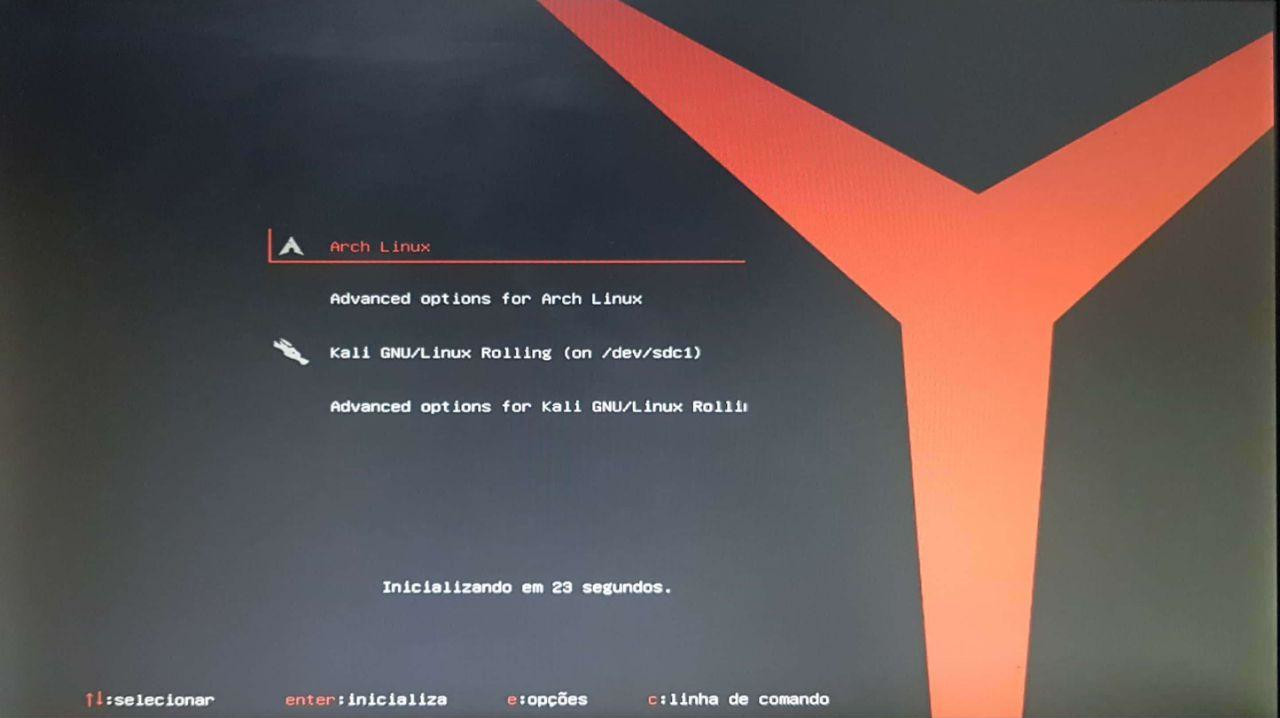 Arch Linux
Advanced options for Arch Linux
Kali GNU/Linux Rolling (on /dev/sdc1)
Advanced options for Kali GNU/Linux Rolli
Inicializando em 23 segundos.
↑↓:selecionar enter:inicializa e:opções c:linha de comando